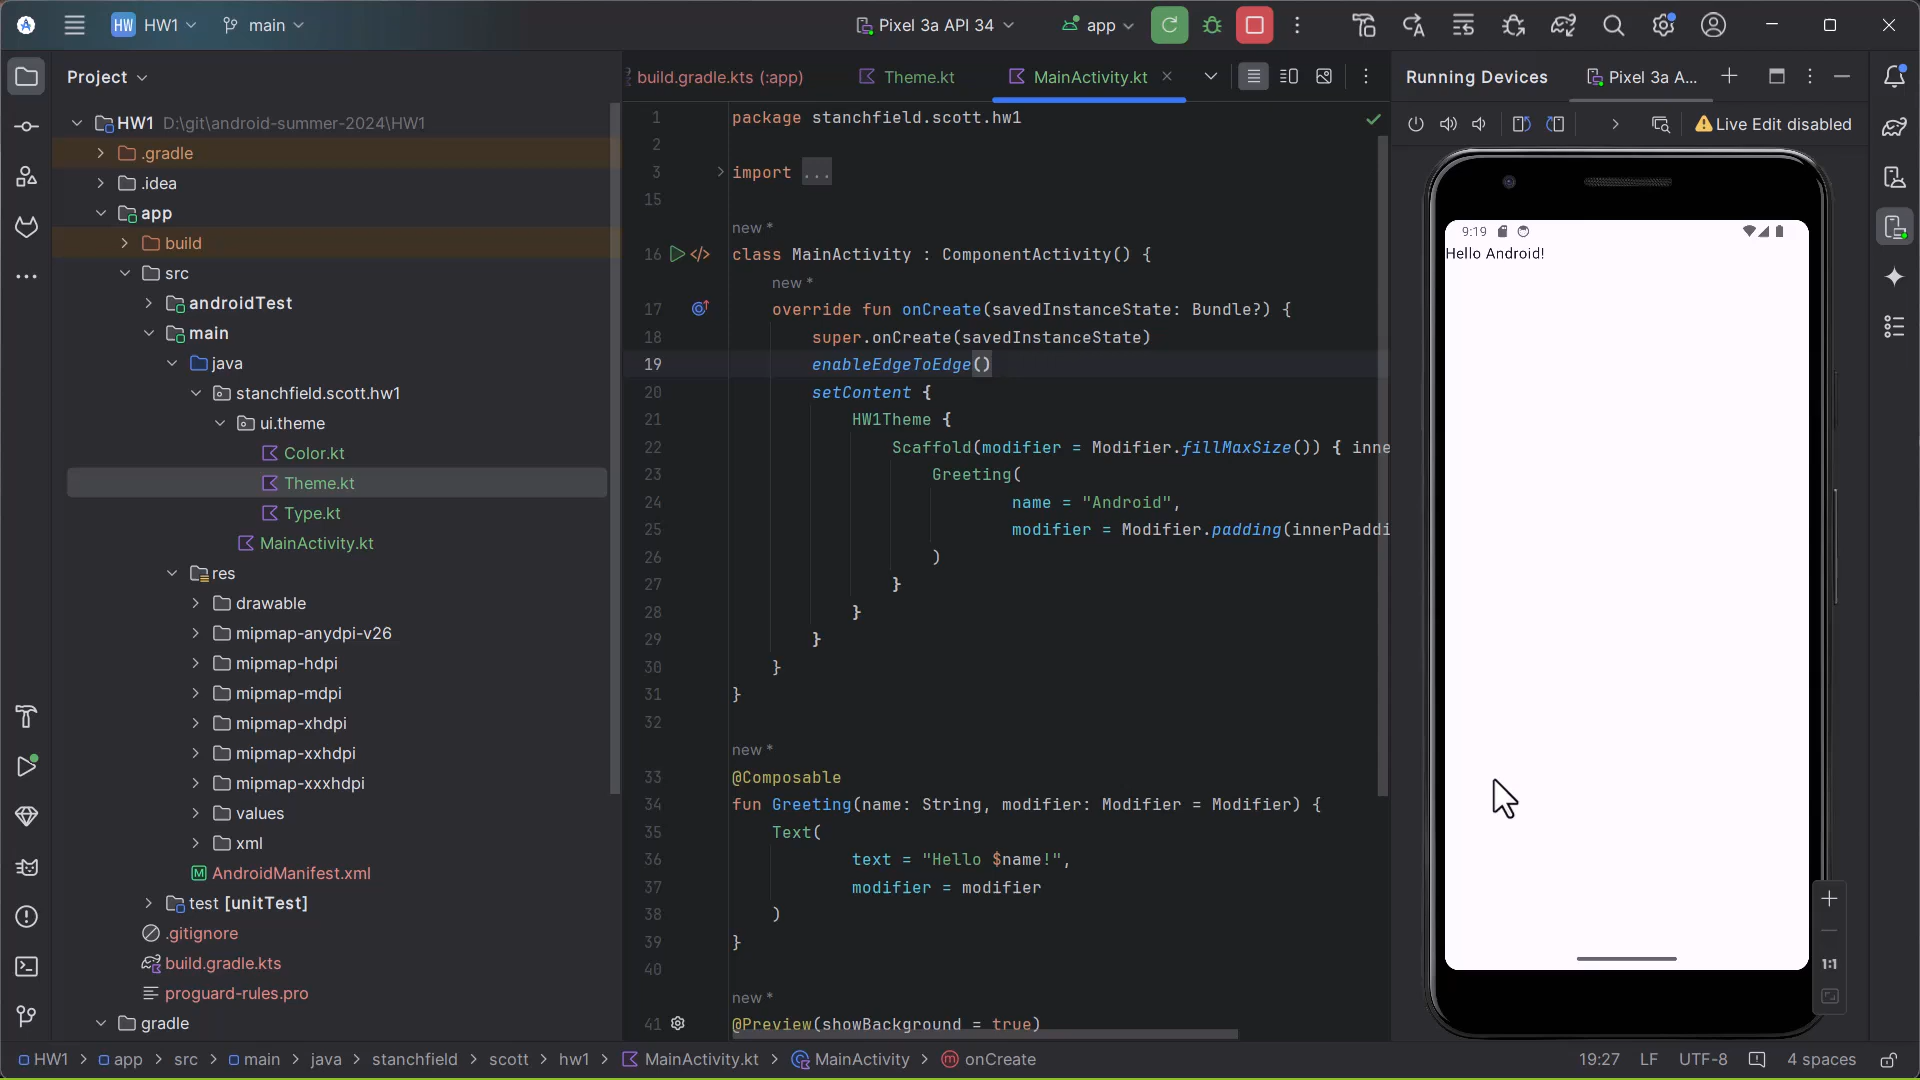 HW HW1 main Pixel 3a API 34 app
Project
HW1 D:\git\android-summer-2024\HW1
.gradle
.idea
app
build
src
androidTest
main
java
stanchfield.scott.hw1
ui.theme
Color.kt
Theme.kt
Type.kt
MainActivity.kt
res
drawable
mipmap-anydpi-v26
mipmap-hdpi
mipmap-mdpi
mipmap-xhdpi
mipmap-xxhdpi
mipmap-xxxhdpi
values
xml
AndroidManifest.xml
test [unitTest]
.gitignore
build.gradle.kts
proguard-rules.pro
gradle
build.gradle.kts (:app) Theme.kt MainActivity.kt
1 package stanchfield.scott.hw1
2
3 import ...
15
new *
16 class MainActivity : ComponentActivity() {
new *
17 override fun onCreate(savedInstanceState: Bundle?) {
18 super.onCreate(savedInstanceState)
19 enableEdgeToEdge()
20 setContent {
21 HW1Theme {
22 Scaffold(modifier = Modifier.fillMaxSize()) { inne
23 Greeting(
24 name = "Android",
25 modifier = Modifier.padding(innerPaddi
26 )
27 }
28 }
29 }
30 }
31 }
32
new *
33 @Composable
34 fun Greeting(name: String, modifier: Modifier = Modifier) {
35 Text(
36 text = "Hello $name!",
37 modifier = modifier
38 )
39 }
40
new *
41 @Preview(showBackground = true)
Running Devices Pixel 3a A...
Live Edit disabled
9:19
Hello Android!
1:1
HW1 > app > src > main > java > stanchfield > scott > hw1 > MainActivity.kt > MainActivity > onCreate 19:27 LF UTF-8 4 spaces